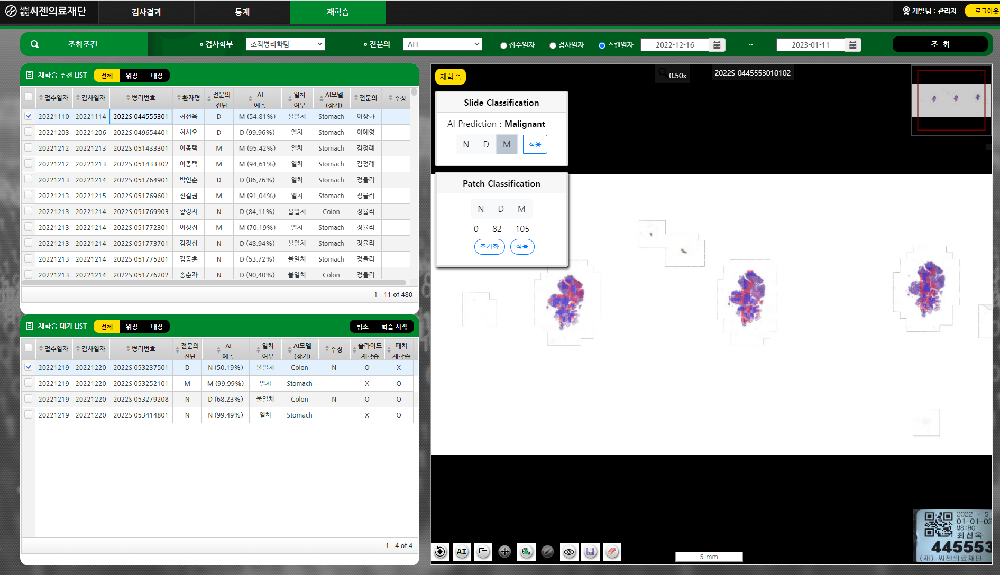 재단법인 씨젠의료재단 검사결과 통계 재학습 개발팀 : 관리자 로그아웃
조회조건 검사학부 조직병리학팀 전문의 ALL 접수일자 검사일자 스캔일자 2022-12-16 ~ 2023-01-11 조 회
재학습 추천 LIST 전체 위장 대장
접수일자 검사일자 병리번호 환자명 전문의 진단 AI 예측 일치 여부 AI모델 (장기) 전문의 수정
20221110 20221114 2022S 044555301 최선욱 D M (54.81%) 불일치 Stomach 이상화
20221203 20221206 2022S 049654401 최시오 D D (99.96%) 일치 Stomach 이예영
20221212 20221213 2022S 051433301 이종택 M M (95.42%) 일치 Stomach 김정례
20221212 20221213 2022S 051433302 이종택 M M (94.61%) 일치 Stomach 김정례
20221213 20221214 2022S 051764901 박인순 D D (86.76%) 일치 Stomach 정율리
20221213 20221215 2022S 051769601 전길권 M M (91.04%) 일치 Stomach 정율리
20221213 20221214 2022S 051769903 황경자 N D (84.11%) 불일치 Colon 정율리
20221213 20221214 2022S 051772301 이성집 M M (70.19%) 일치 Stomach 정율리
20221213 20221214 2022S 051773701 김정섭 N D (48.94%) 불일치 Stomach 정율리
20221213 20221214 2022S 051775201 김동훈 N D (53.72%) 불일치 Stomach 정율리
20221213 20221214 2022S 051776202 송순자 N D (90.40%) 불일치 Colon 정율리
1 - 11 of 480
재학습 대기 LIST 전체 위장 대장 취소 학습 시작
접수일자 검사일자 병리번호 전문의 진단 AI 예측 일치 여부 AI모델 (장기) 수정 슬라이드 재학습 패치 재학습
20221219 20221220 2022S 053237501 D N (50.19%) 불일치 Colon N O X
20221219 20221220 2022S 053252101 M M (99.99%) 일치 Stomach X O
20221219 20221220 2022S 053279208 N D (68.23%) 불일치 Colon N O O
20221219 20221220 2022S 053414801 N N (99.49%) 일치 Stomach X O
1 - 4 of 4
재학습 0.50x 2022S 0445553010102
Slide Classification
AI Prediction : Malignant
N D M 적용
Patch Classification
N D M
0 82 105
초기화 적용
AI
5 mm
2022 - S
01-01-02
MS:RC
최선욱
445553
(재) 씨젠의료재단